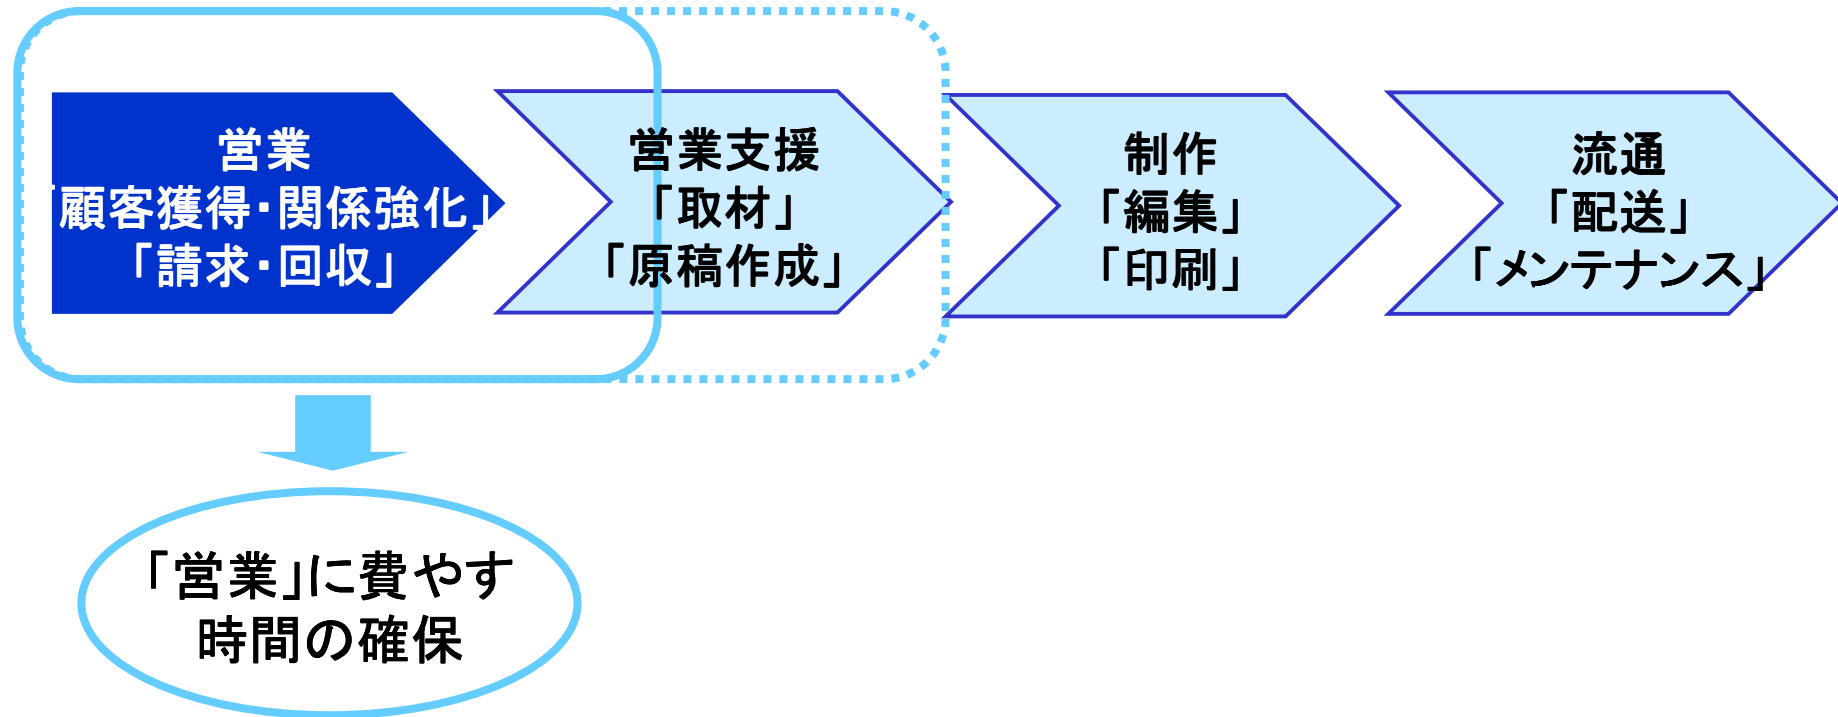 営業
「顧客獲得・関係強化」
「請求・回収」
営業支援
「取材」
「原稿作成」
制作
「編集」
「印刷」
流通
「配送」
「メンテナンス」
「営業」に費やす
時間の確保